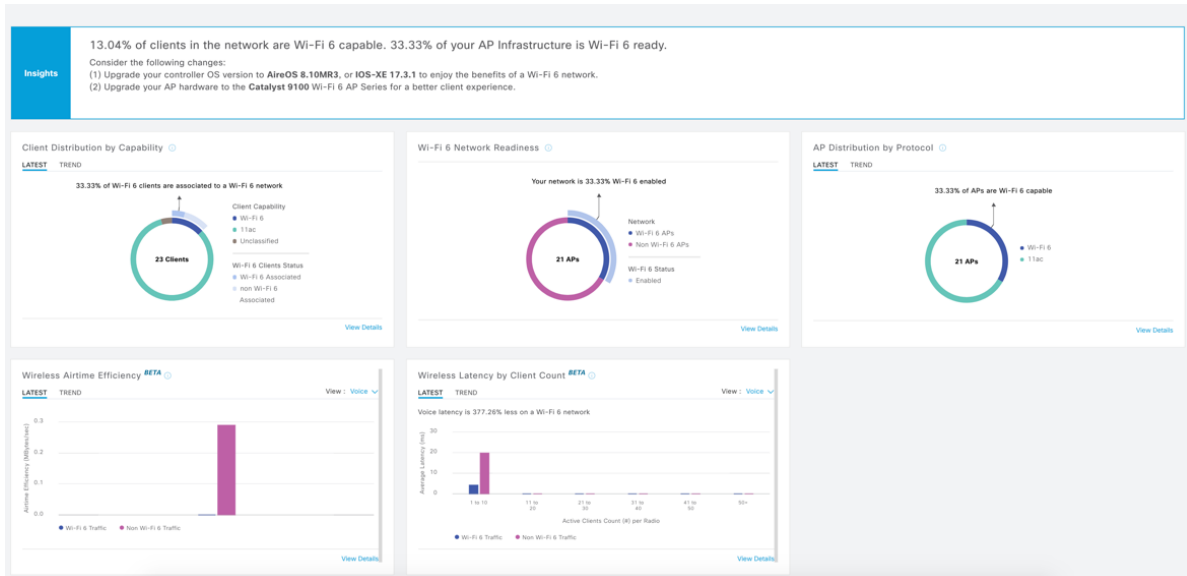 Insights
13.04% of clients in the network are Wi-Fi 6 capable. 33.33% of your AP Infrastructure is Wi-Fi 6 ready.
Consider the following changes:
(1) Upgrade your controller OS version to AireOS 8.10MR3, or IOS-XE 17.3.1 to enjoy the benefits of a Wi-Fi 6 network.
(2) Upgrade your AP hardware to the Catalyst 9100 Wi-Fi 6 AP Series for a better client experience.
Client Distribution by Capability
LATEST TREND
33.33% of Wi-Fi 6 clients are associated to a Wi-Fi 6 network
23 Clients
Client Capability
Wi-Fi 6
11ac
Unclassified
Wi-Fi 6 Clients Status
Wi-Fi 6 Associated
non Wi-Fi 6
Associated
View Details
Wi-Fi 6 Network Readiness
Your network is 33.33% Wi-Fi 6 enabled
21 APs
Network
Wi-Fi 6 APs
Non Wi-Fi 6 APs
Wi-Fi 6 Status
Enabled
View Details
AP Distribution by Protocol
LATEST TREND
33.33% of APs are Wi-Fi 6 capable
21 APs
Wi-Fi 6
11ac
View Details
Wireless Airtime Efficiency BETA
LATEST TREND
View : Voice
Airtime Efficiency (MBytes/sec)
0.3
0.2
0.1
0.0
Wi-Fi 6 Traffic Non Wi-Fi 6 Traffic
View Details
Wireless Latency by Client Count BETA
LATEST TREND
View : Voice
Voice latency is 377.26% less on a Wi-Fi 6 network
Average Latency (ms)
30
20
10
0
1 to 10
11 to
20
21 to
30
31 to
40
41 to
50
50+
Active Clients Count (#) per Radio
Wi-Fi 6 Traffic Non Wi-Fi 6 Traffic
View Details